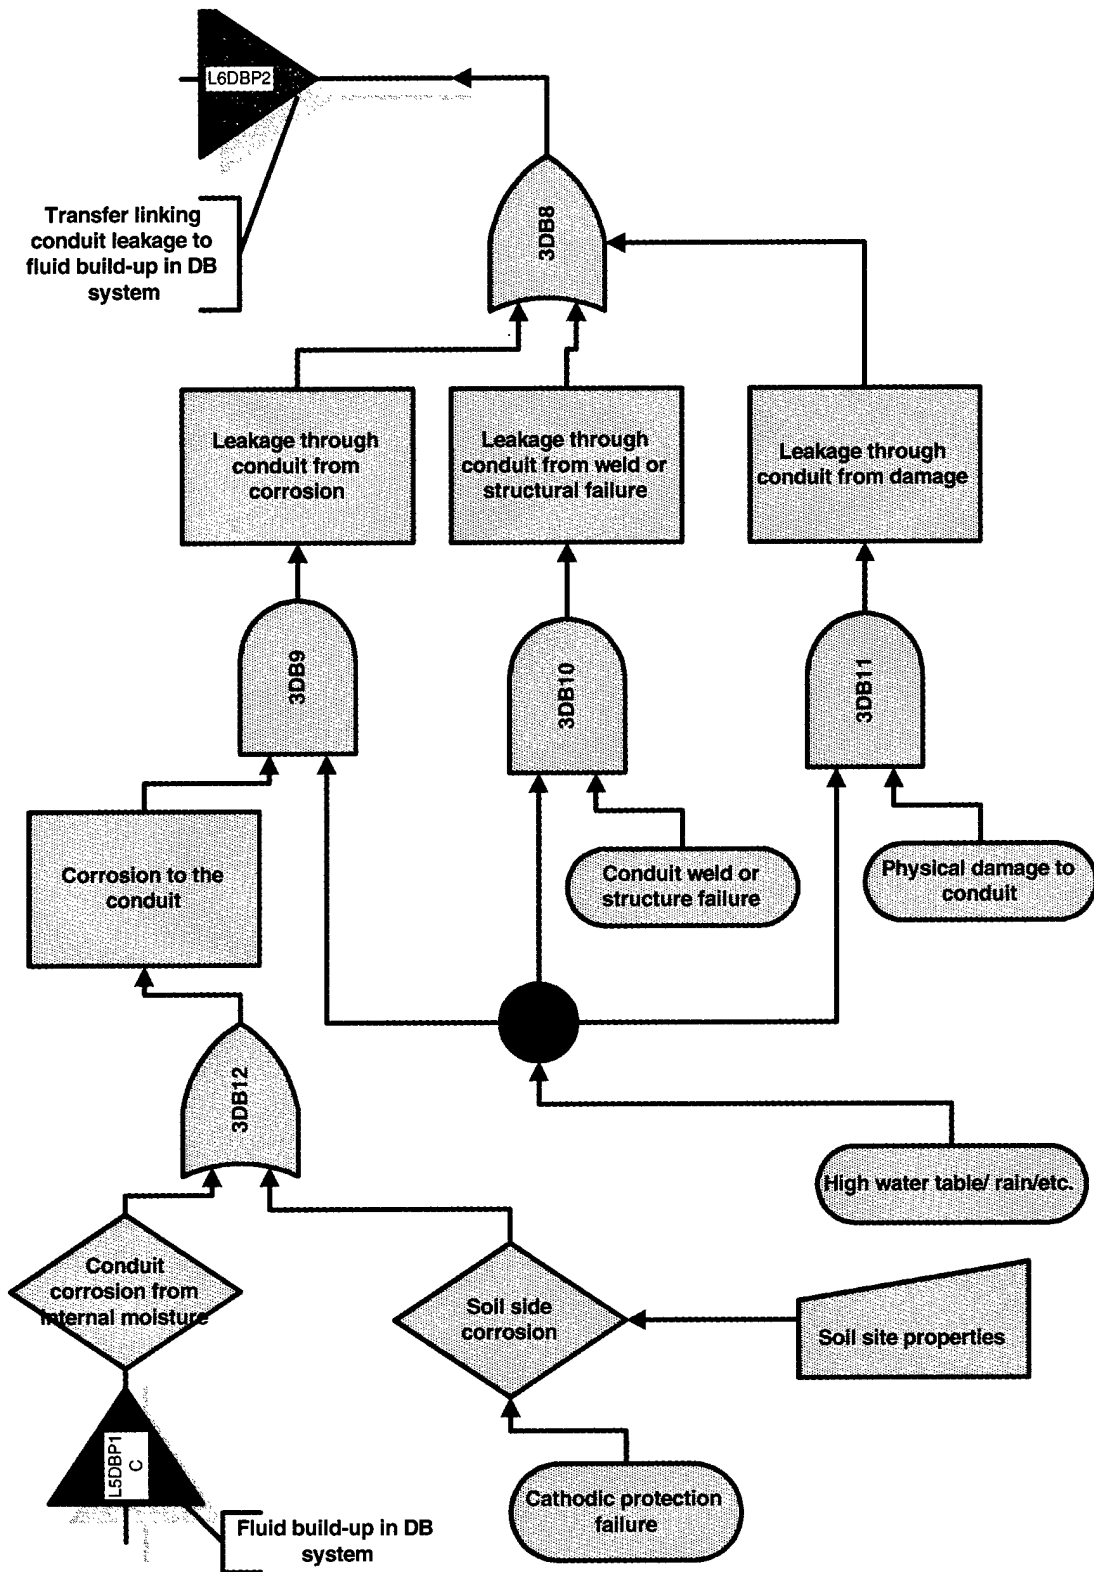 L6DBP2
Transfer linking
conduit leakage to
fluid build-up in DB
system
3DB8
Leakage through
conduit from
corrosion
Leakage through
conduit from weld or
structural failure
Leakage through
conduit from damage
3DB9
3DB10
3DB11
Corrosion to the
conduit
Conduit weld or
structure failure
Physical damage to
conduit
3DB12
High water table/ rain/etc.
Conduit
corrosion from
internal moisture
Soil side
corrosion
Soil site properties
L5DBP1
C
Cathodic protection
failure
Fluid build-up in DB
system